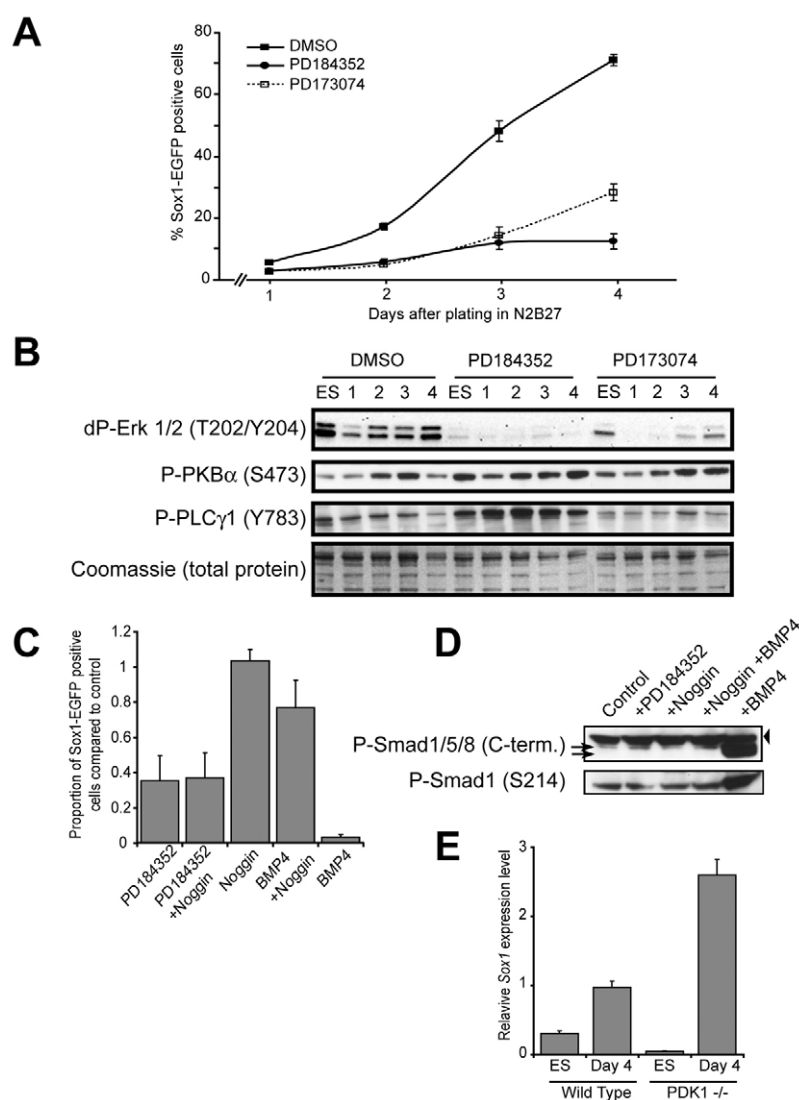 A
80
60
40
20
0
% Sox1-EGFP positive cells
DMSO
PD184352
PD173074
1 2 3 4
Days after plating in N2B27
B
DMSO PD184352 PD173074
ES 1 2 3 4 ES 1 2 3 4 ES 1 2 3 4
dP-Erk 1/2 (T202/Y204)
P-PKBα (S473)
P-PLCγ1 (Y783)
Coomassie (total protein)
C
Proportion of Sox1-EGFP positive
cells compared to control
1.2
1
0.8
0.6
0.4
0.2
0
PD184352
PD184352
+Noggin
Noggin
BMP4
+Noggin
BMP4
D
Control
+PD184352
+Noggin
+Noggin +BMP4
+BMP4
P-Smad1/5/8 (C-term.)
P-Smad1 (S214)
E
Relavive Sox1 expression level
3
2
1
0
ES Day 4 ES Day 4
Wild Type PDK1 -/-